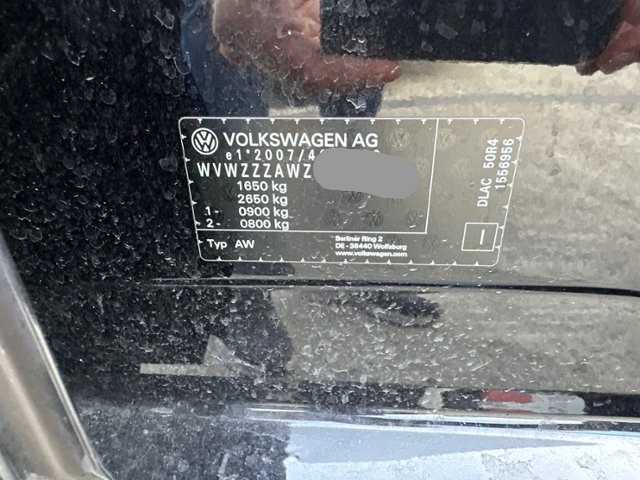 VOLKSWAGEN AG
e1*2007/4
WVWZZZAWZ
1650 kg
2650 kg
1- 0900 kg
2- 0800 kg
Typ AW
Berliner Ring 2
DE - 38440 Wolfsburg
www.volkswagen.com
DLAC 50R4
1556956
I